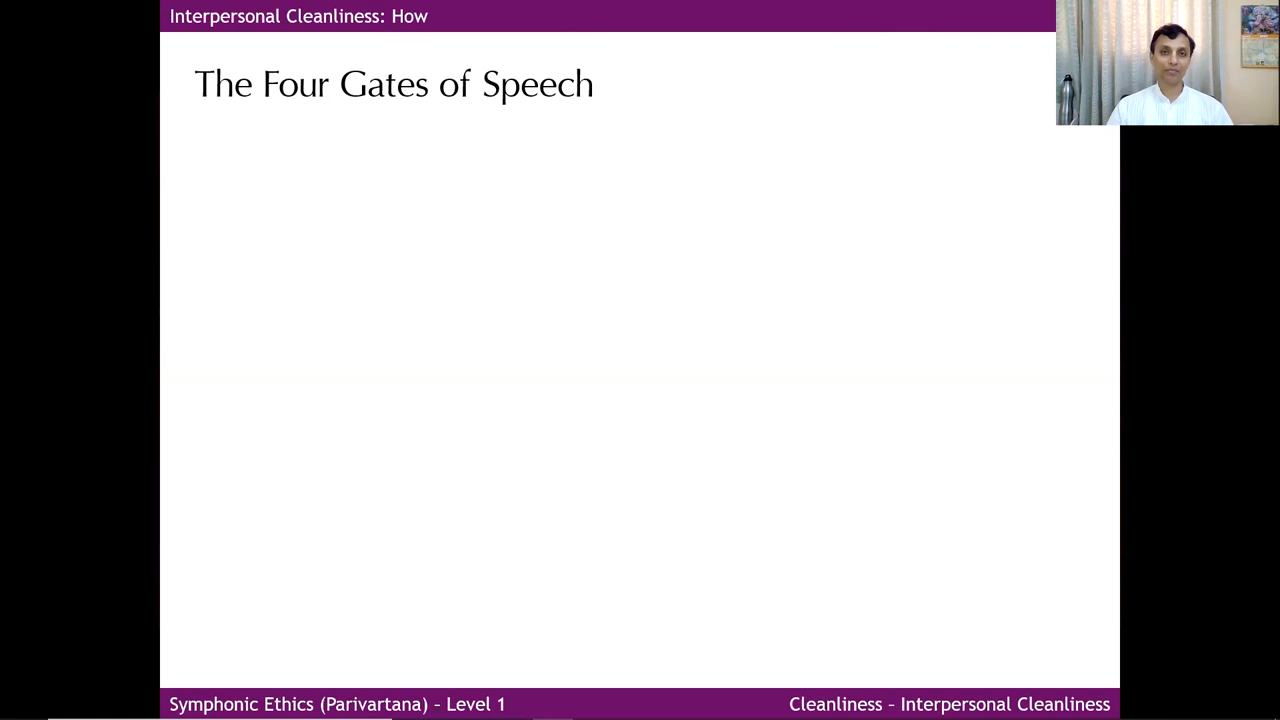 Interpersonal Cleanliness: How
The Four Gates of Speech
Symphonic Ethics (Parivartana) – Level 1
Cleanliness – Interpersonal Cleanliness